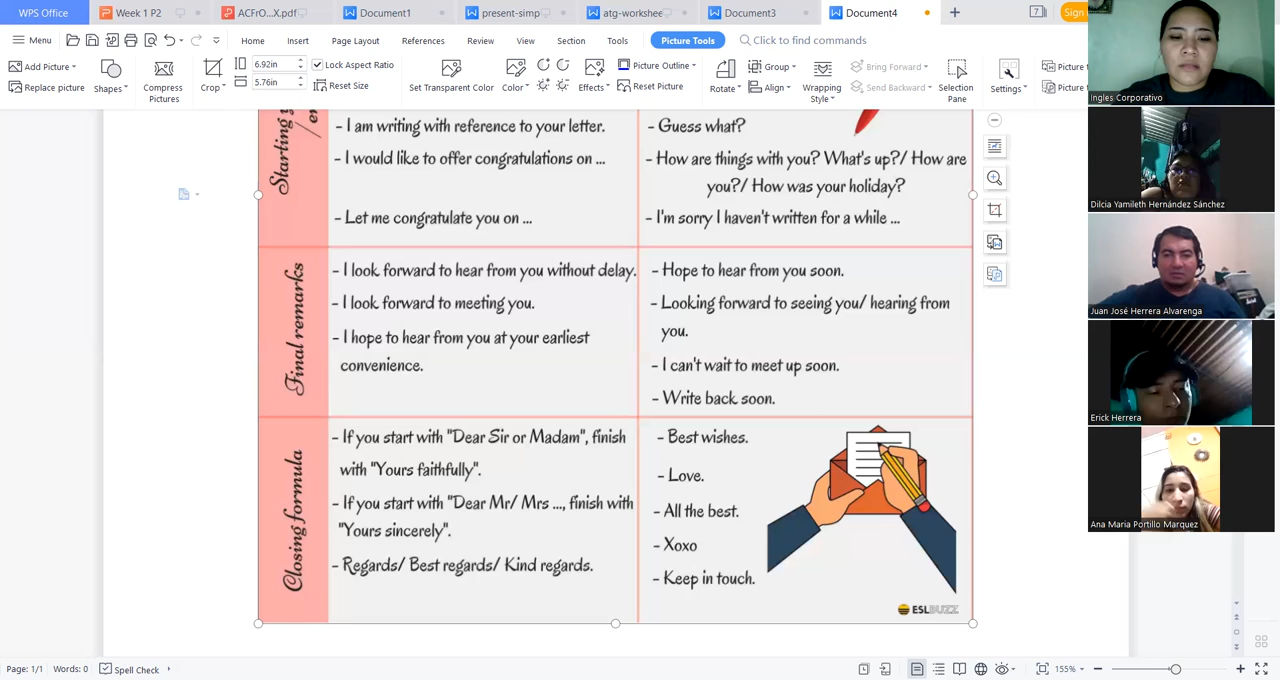 WPS Office
Week 1 P2
ACFrO...X.pdf
Document1
present-simp
atg-workshee
Document3
Document4
7
Sign
Menu
Home
Insert
Page Layout
References
Review
View
Section
Tools
Picture Tools
Click to find commands
Add Picture
Replace picture
Shapes
Compress
Pictures
Crop
6.92in
5.76in
Lock Aspect Ratio
Reset Size
Set Transparent Color
Color
Effects
Picture Outline
Reset Picture
Rotate
Group
Align
Wrapping
Style
Bring Forward
Send Backward
Selection
Pane
Settings
Picture
Picture
Starting
- I am writing with reference to your letter.
- I would like to offer congratulations on ...
- Let me congratulate you on ...
- Guess what?
- How are things with you? What's up?/ How are
you?/ How was your holiday?
- I'm sorry I haven't written for a while ...
Final remarks
- I look forward to hear from you without delay.
- I look forward to meeting you.
- I hope to hear from you at your earliest
convenience.
- Hope to hear from you soon.
- Looking forward to seeing you/ hearing from
you.
- I can't wait to meet up soon.
- Write back soon.
Closing formula
- If you start with "Dear Sir or Madam", finish
with "Yours faithfully".
- If you start with "Dear Mr/ Mrs ..., finish with
"Yours sincerely".
- Regards/ Best regards/ Kind regards.
- Best wishes.
- Love.
- All the best.
- Xoxo
- Keep in touch.
ESLBUZZ
Ingles Corporativo
Dilcia Yamileth Hernández Sánchez
Juan José Herrera Alvarenga
Erick Herrera
Ana Maria Portillo Marquez
Page: 1/1
Words: 0
Spell Check
155%